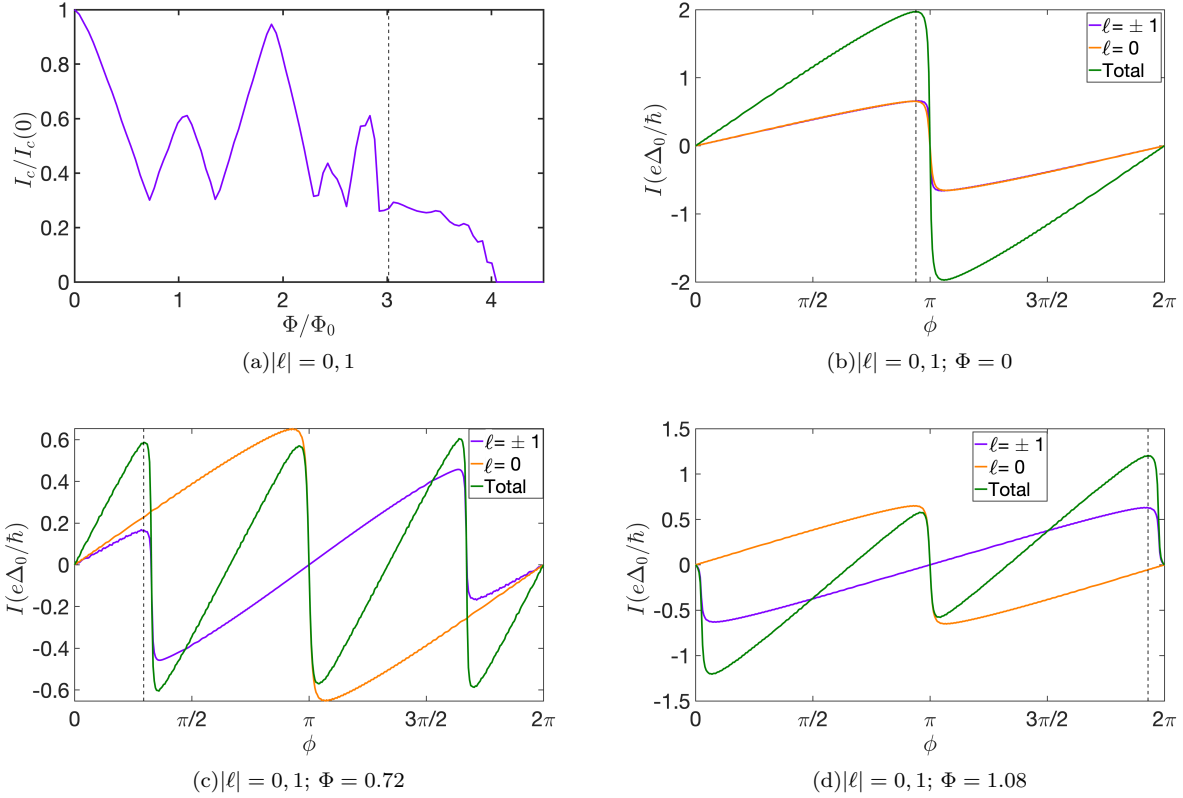 1
0.8
0.6
0.4
0.2
0
I_c/I_c(0)
0 1 2 3 4
Φ/Φ_0
(a)|ℓ| = 0, 1
2
1
0
-1
-2
I(eΔ_0/ħ)
ℓ= ± 1
ℓ= 0
Total
0 π/2 π 3π/2 2π
ϕ
(b)|ℓ| = 0, 1; Φ = 0
0.6
0.4
0.2
0
-0.2
-0.4
-0.6
I(eΔ_0/ħ)
ℓ= ± 1
ℓ= 0
Total
0 π/2 π 3π/2 2π
ϕ
(c)|ℓ| = 0, 1; Φ = 0.72
1.5
1
0.5
0
-0.5
-1
-1.5
I(eΔ_0/ħ)
ℓ= ± 1
ℓ= 0
Total
0 π/2 π 3π/2 2π
ϕ
(d)|ℓ| = 0, 1; Φ = 1.08